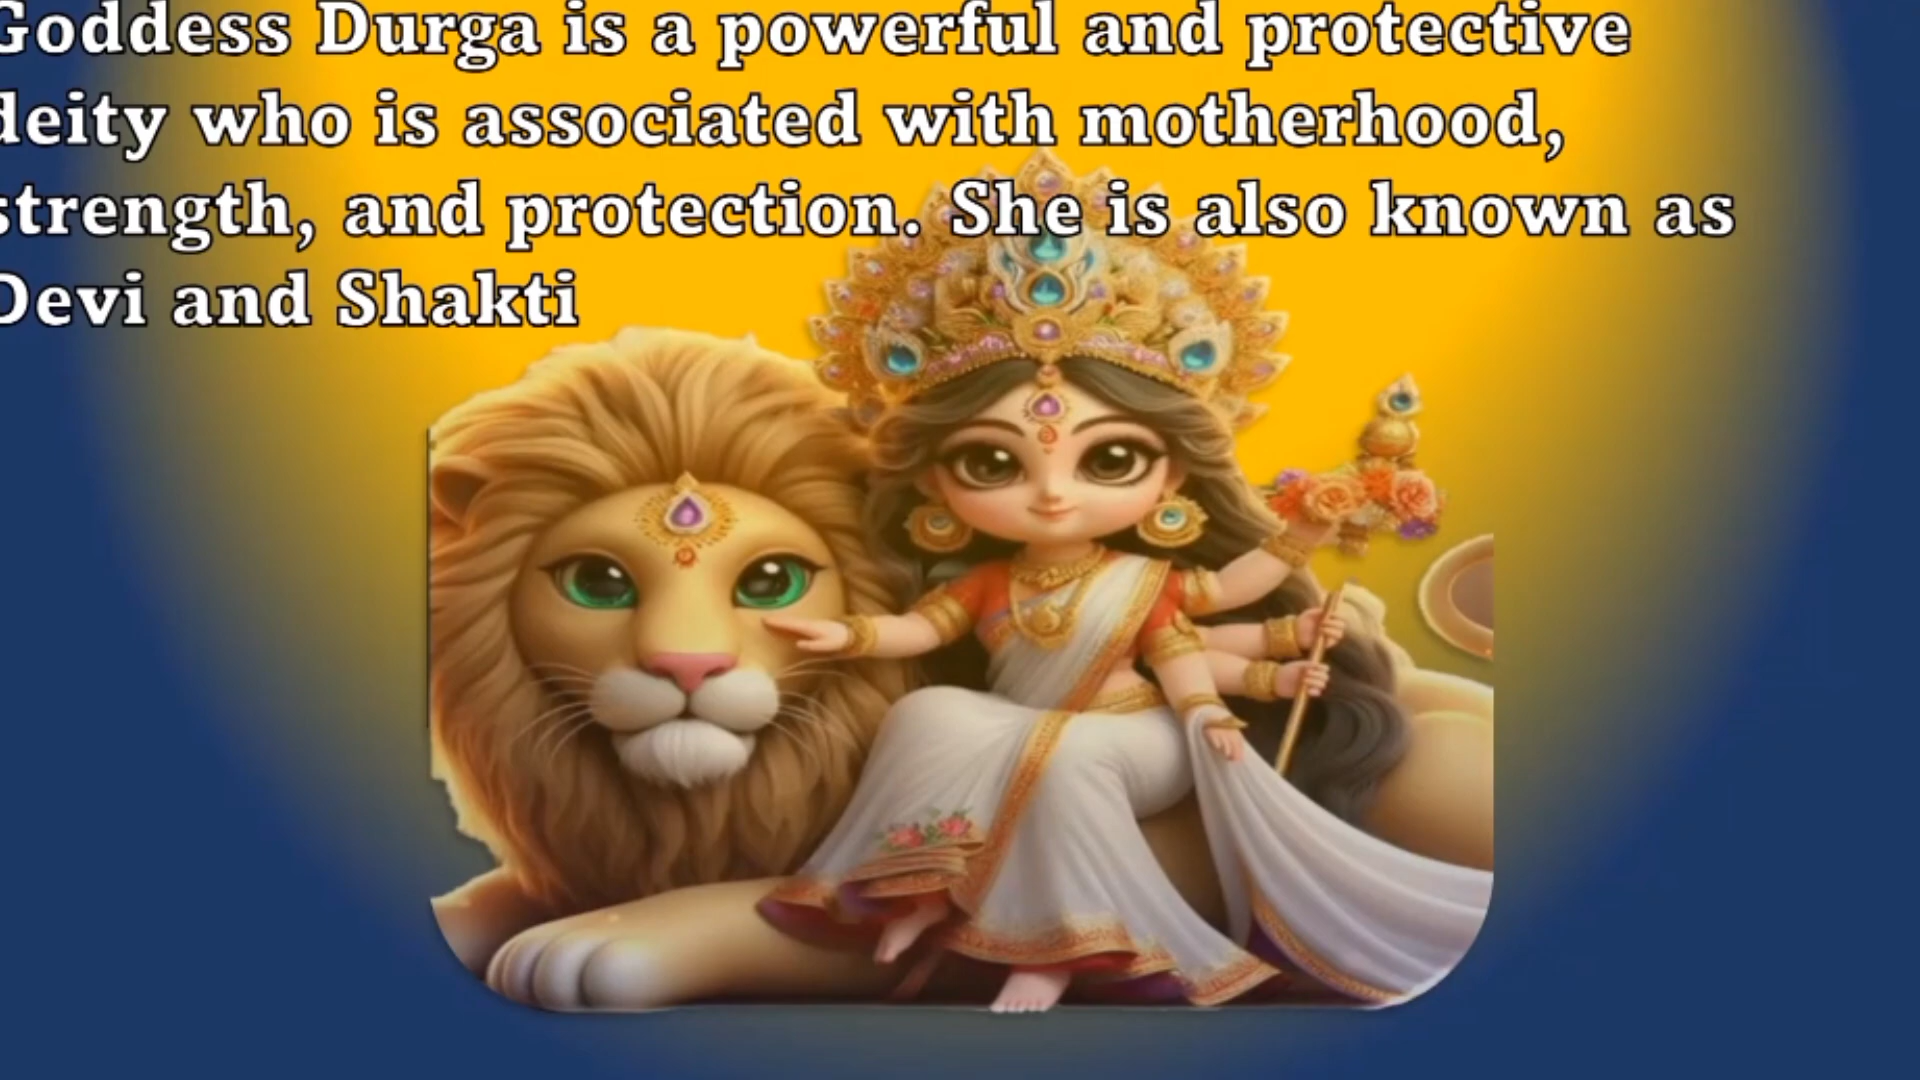 Goddess Durga is a powerful and protective
deity who is associated with motherhood,
strength, and protection. She is also known as
Devi and Shakti